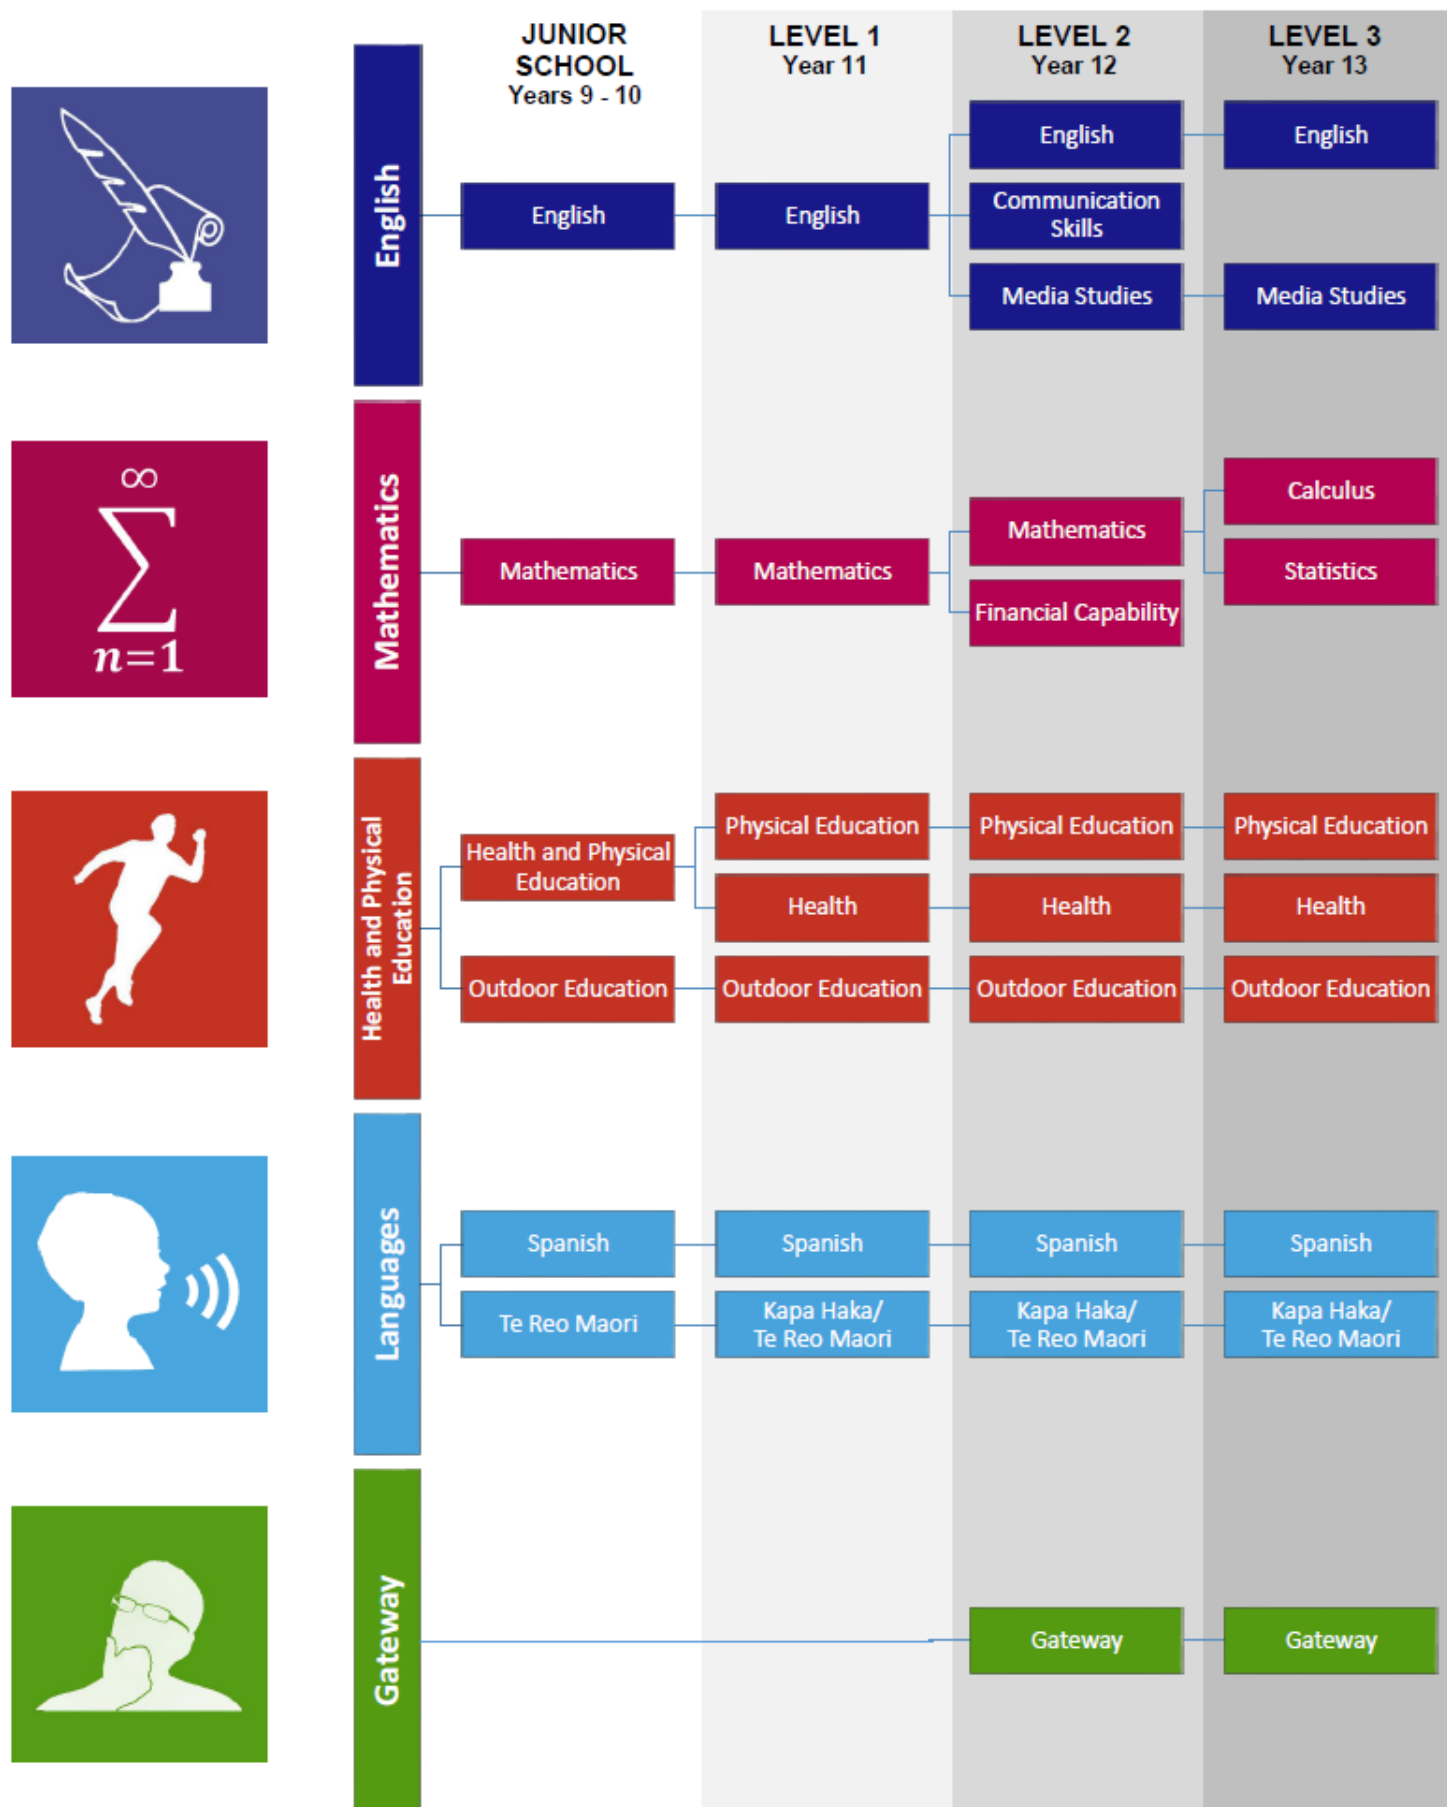 JUNIOR
SCHOOL
Years 9 - 10
LEVEL 1
Year 11
LEVEL 2
Year 12
LEVEL 3
Year 13
English
English
English
English
English
Communication
Skills
Media Studies
Media Studies
∞
∑
n=1
Mathematics
Mathematics
Mathematics
Mathematics
Financial Capability
Calculus
Statistics
Health and Physical
Education
Health and Physical
Education
Physical Education
Physical Education
Physical Education
Health
Health
Health
Outdoor Education
Outdoor Education
Outdoor Education
Outdoor Education
Languages
Spanish
Spanish
Spanish
Spanish
Te Reo Maori
Kapa Haka/
Te Reo Maori
Kapa Haka/
Te Reo Maori
Kapa Haka/
Te Reo Maori
Gateway
Gateway
Gateway